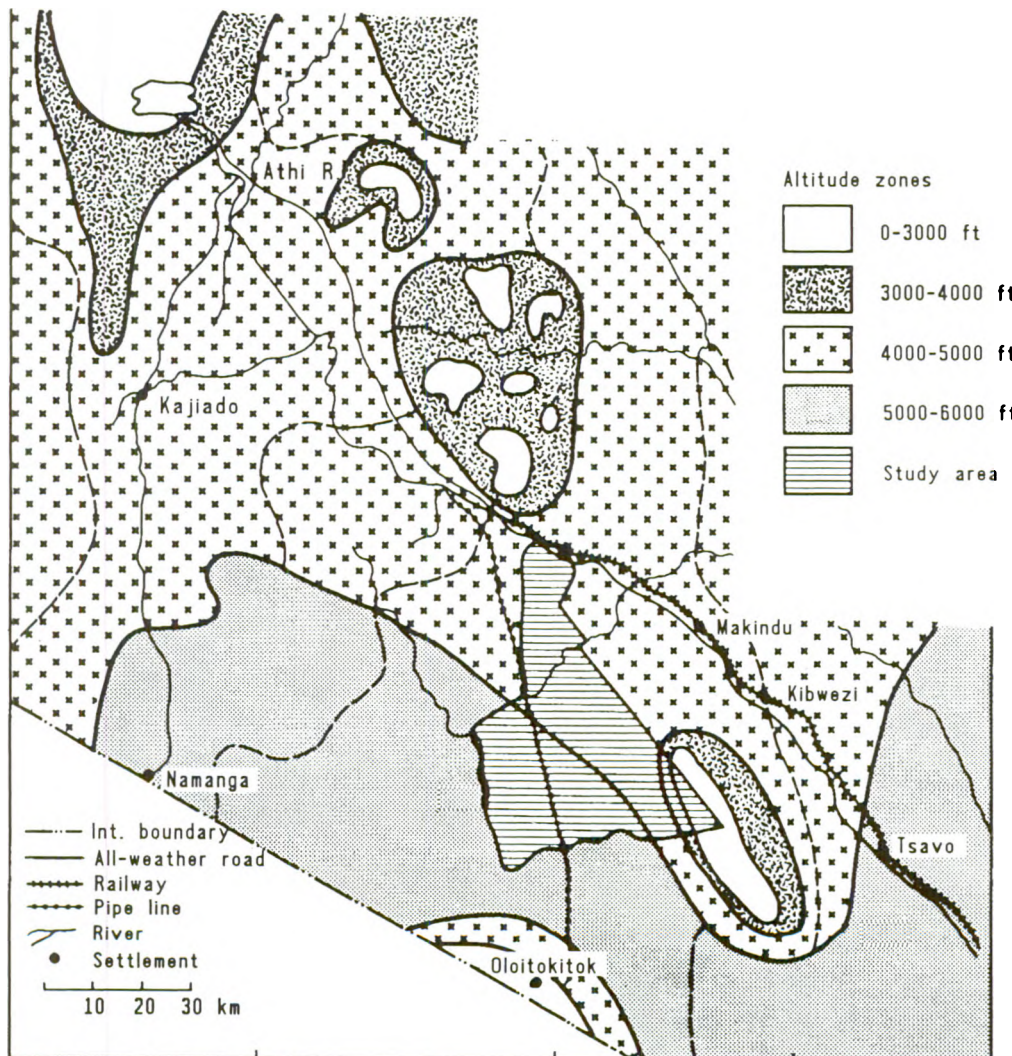 Athi R.
Kajiado
Makindu
Kibwezi
Tsavo
Namanga
Oloitokitok
Altitude zones
0-3000 ft
3000-4000 ft
4000-5000 ft
5000-6000 ft
Study area
Int. boundary
All-weather road
Railway
Pipe line
River
Settlement
10 20 30 km